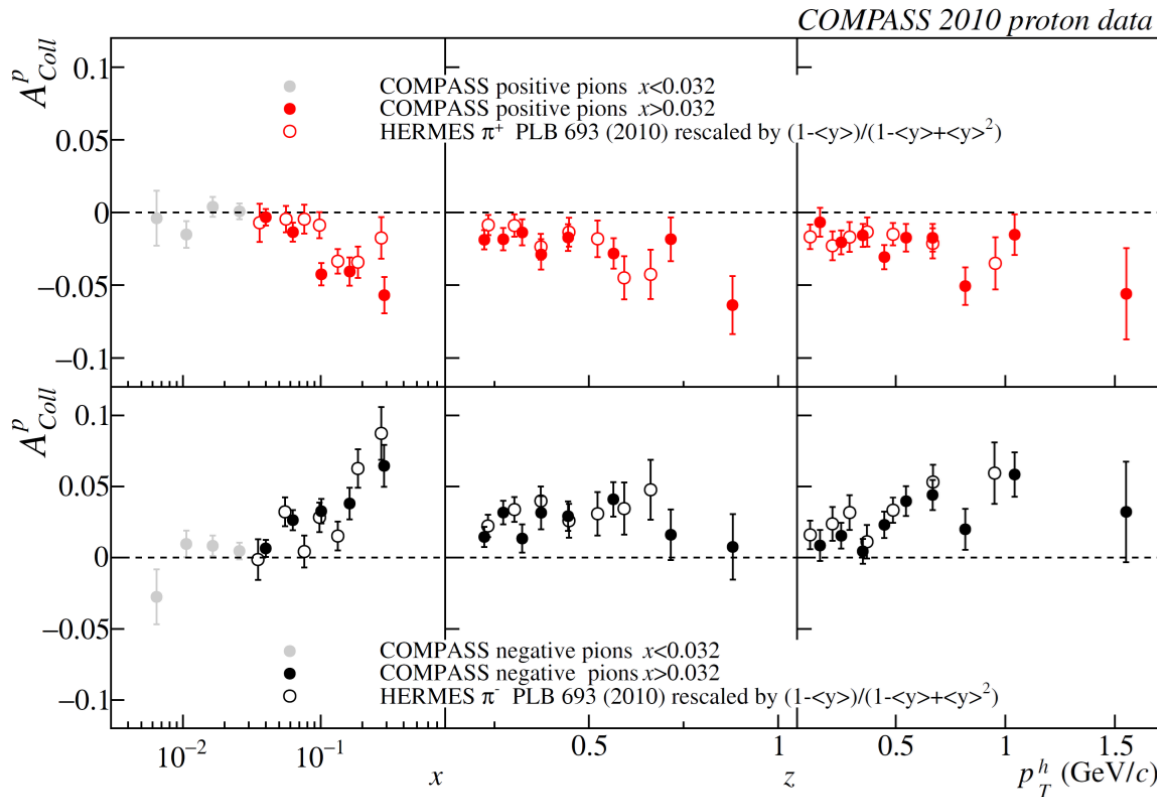 COMPASS 2010 proton data
A^p_Coll
0.1
0.05
0
−0.05
−0.1
COMPASS positive pions x<0.032
COMPASS positive pions x>0.032
HERMES π⁺ PLB 693 (2010) rescaled by (1-<y>)/(1-<y>+<y>²)
A^p_Coll
0.1
0.05
0
−0.05
−0.1
COMPASS negative pions x<0.032
COMPASS negative pions x>0.032
HERMES π⁻ PLB 693 (2010) rescaled by (1-<y>)/(1-<y>+<y>²)
10⁻² 10⁻¹ 0.5 1 0.5 1 1.5
x z p_T^h (GeV/c)